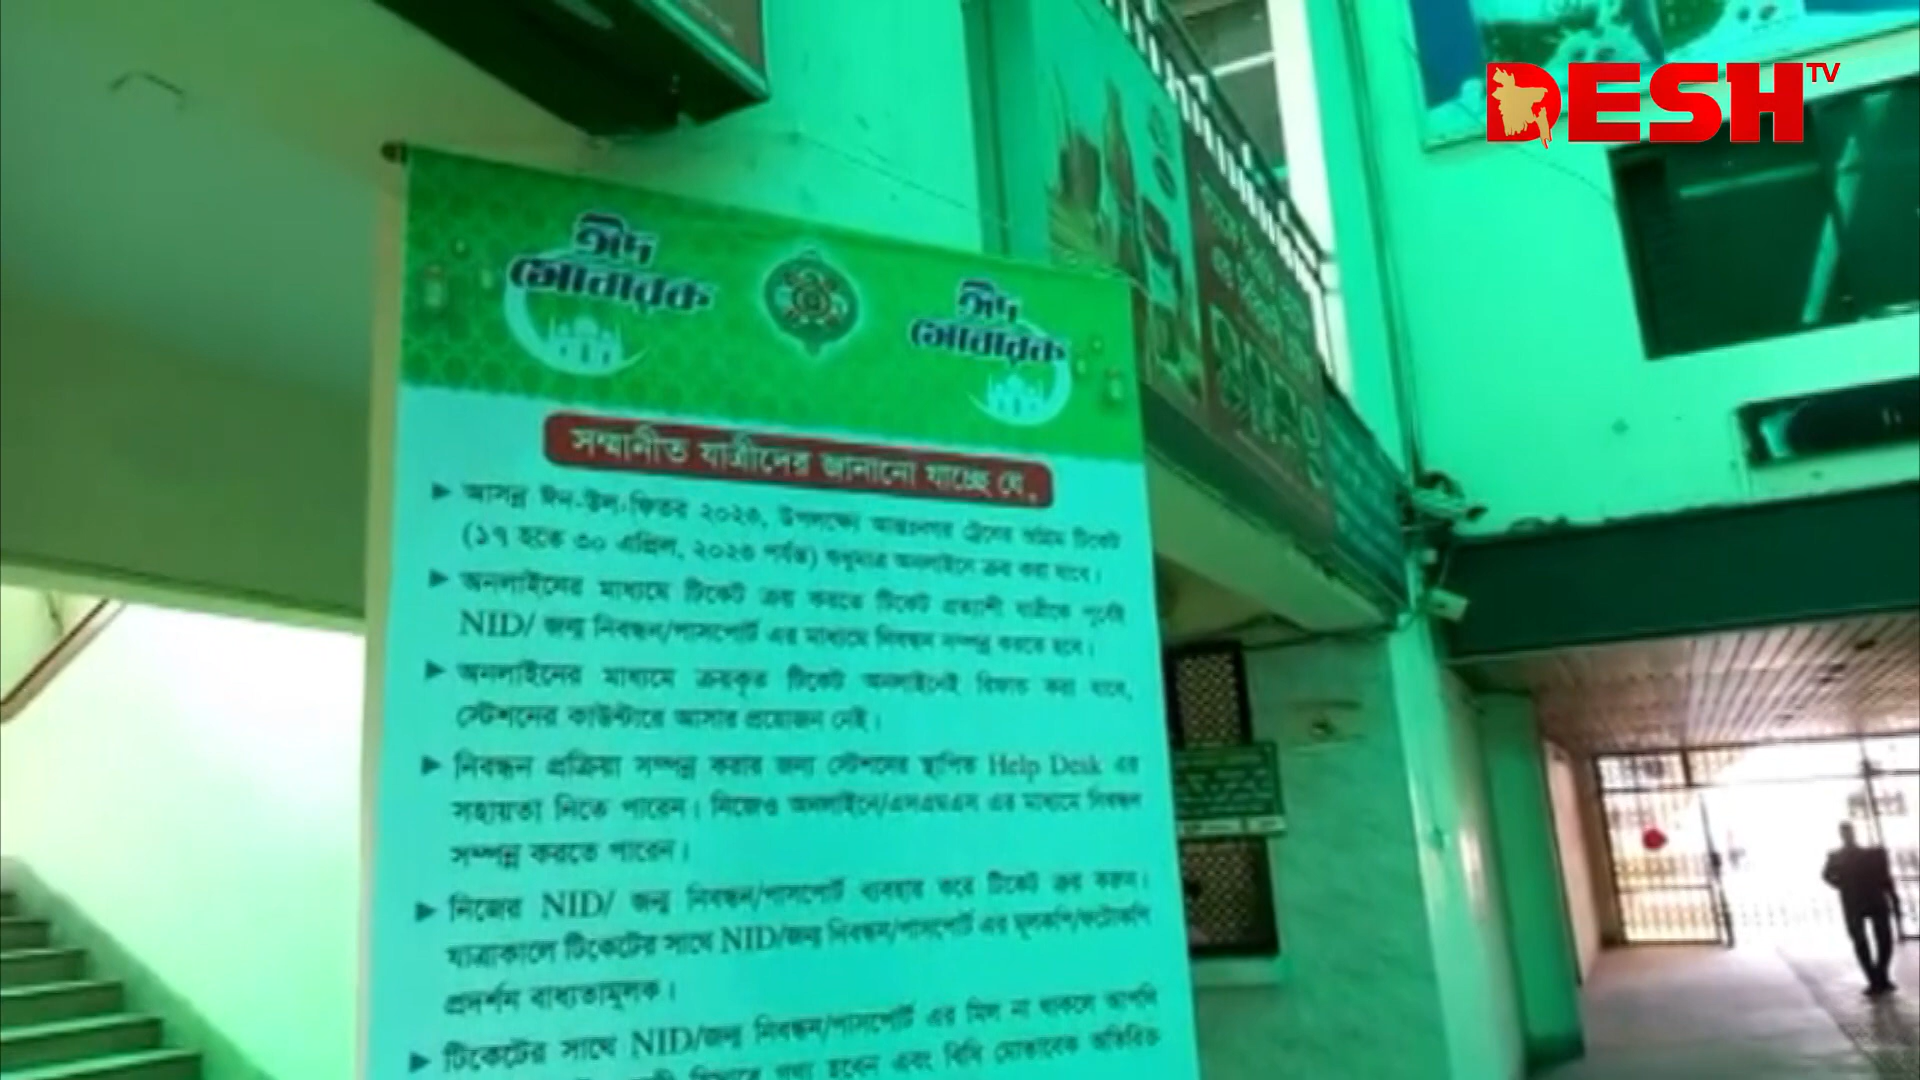 DESH TV
ঈদ মোবারক
ঈদ মোবারক
সম্মানীত যাত্রীদের জানানো যাচ্ছে যে,
▶ আসন্ন ঈদ-উল-ফিতর ২০২৩, উপলক্ষ্যে আন্তঃনগর ট্রেনের অগ্রিম টিকেট
(১৭ হতে ৩০ এপ্রিল, ২০২৩ পর্যন্ত) শুধুমাত্র অনলাইনে ক্রয় করা যাবে।
▶ অনলাইনের মাধ্যমে টিকেট ক্রয় করতে টিকেট প্রত্যাশী যাত্রীকে পূর্বেই
NID/ জন্ম নিবন্ধন/পাসপোর্ট এর মাধ্যমে নিবন্ধন সম্পন্ন করতে হবে।
▶ অনলাইনের মাধ্যমে ক্রয়কৃত টিকেট অনলাইনেই রিফান্ড করা যাবে,
স্টেশনের কাউন্টারে আসার প্রয়োজন নেই।
▶ নিবন্ধন প্রক্রিয়া সম্পন্ন করার জন্য স্টেশনের স্থাপিত Help Desk এর
সহায়তা নিতে পারেন। নিজেও অনলাইনে/এসএমএস এর মাধ্যমে নিবন্ধন
সম্পন্ন করতে পারেন।
▶ নিজের NID/ জন্ম নিবন্ধন/পাসপোর্ট ব্যবহার করে টিকেট ক্রয় করুন।
যাত্রাকালে টিকেটের সাথে NID/জন্ম নিবন্ধন/পাসপোর্ট এর মূলকপি/ফটোকপি
প্রদর্শন বাধ্যতামূলক।
▶ টিকেটের সাথে NID/জন্ম নিবন্ধন/পাসপোর্ট এর মিল না থাকলে আপনি
হিসাবে গণ্য হবেন এবং বিধি মোতাবেক অতিরিক্ত